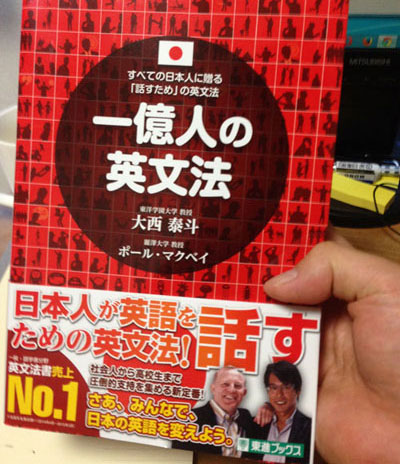 すべての日本人に贈る
「話すため」の英文法
一億人の
英文法
東洋学園大学 教授
大西 泰斗
麗澤大学 教授
ポール・マクベイ
日本人が英語を
話す
ための英文法!
英文法書売上
No.1
社会人から高校生まで
圧倒的支持を集める新定番!
さあ、みんなで、
日本の英語を変えよう。
東進ブックス
MITSUBISHI